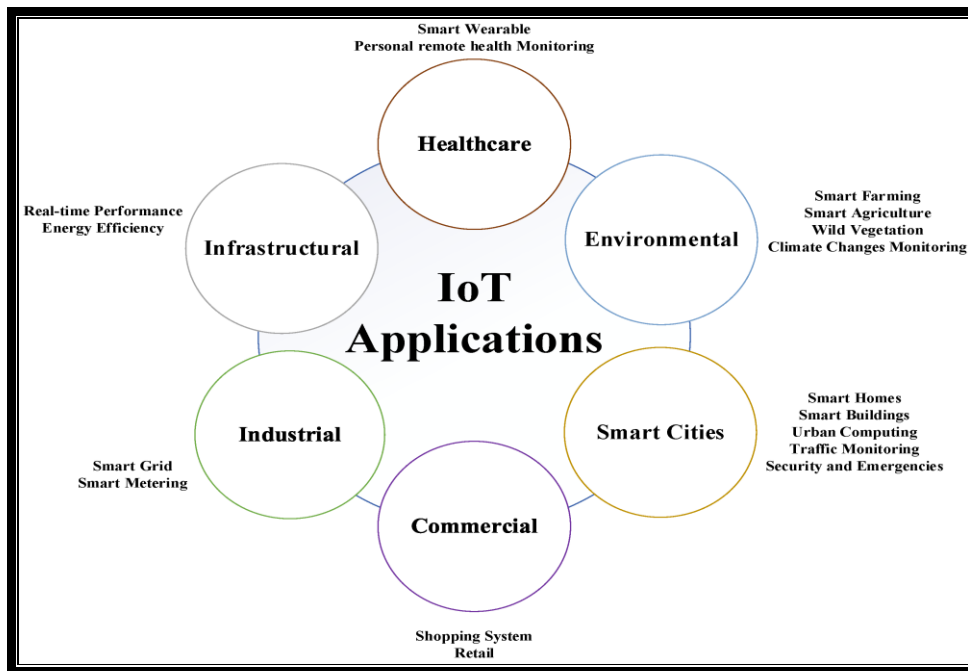 Smart Wearable
Personal remote health Monitoring
Healthcare
Real-time Performance
Energy Efficiency
Infrastructural
Environmental
Smart Farming
Smart Agriculture
Wild Vegetation
Climate Changes Monitoring
IoT
Applications
Industrial
Smart Grid
Smart Metering
Smart Cities
Smart Homes
Smart Buildings
Urban Computing
Traffic Monitoring
Security and Emergencies
Commercial
Shopping System
Retail